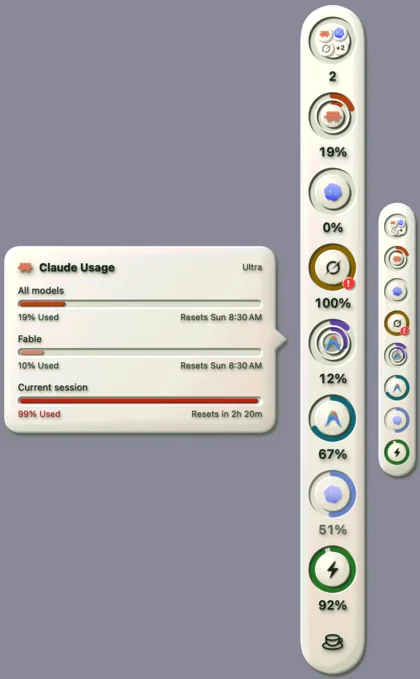 Claude Usage
Ultra
All models
19% Used
Resets Sun 8:30 AM
Fable
10% Used
Resets Sun 8:30 AM
Current session
99% Used
Resets in 2h 20m
+2
2
19%
0%
!
100%
12%
67%
51%
92%